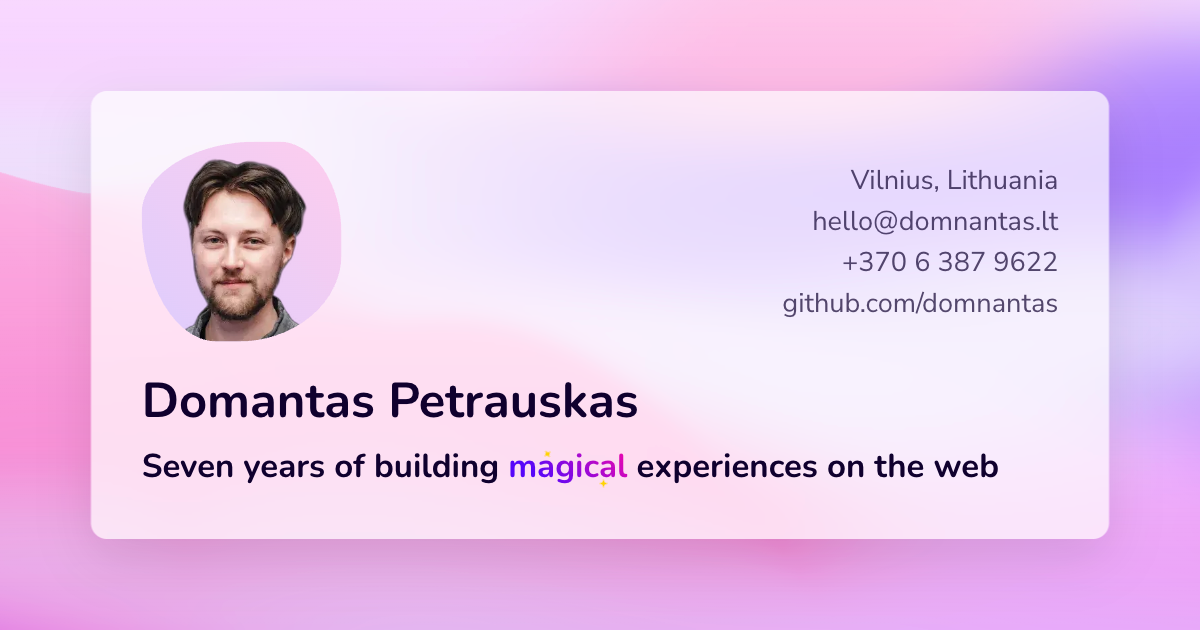 Vilnius, Lithuania
hello@domnantas.lt
+370 6 387 9622
github.com/domnantas
Domantas Petrauskas
Seven years of building magical experiences on the web